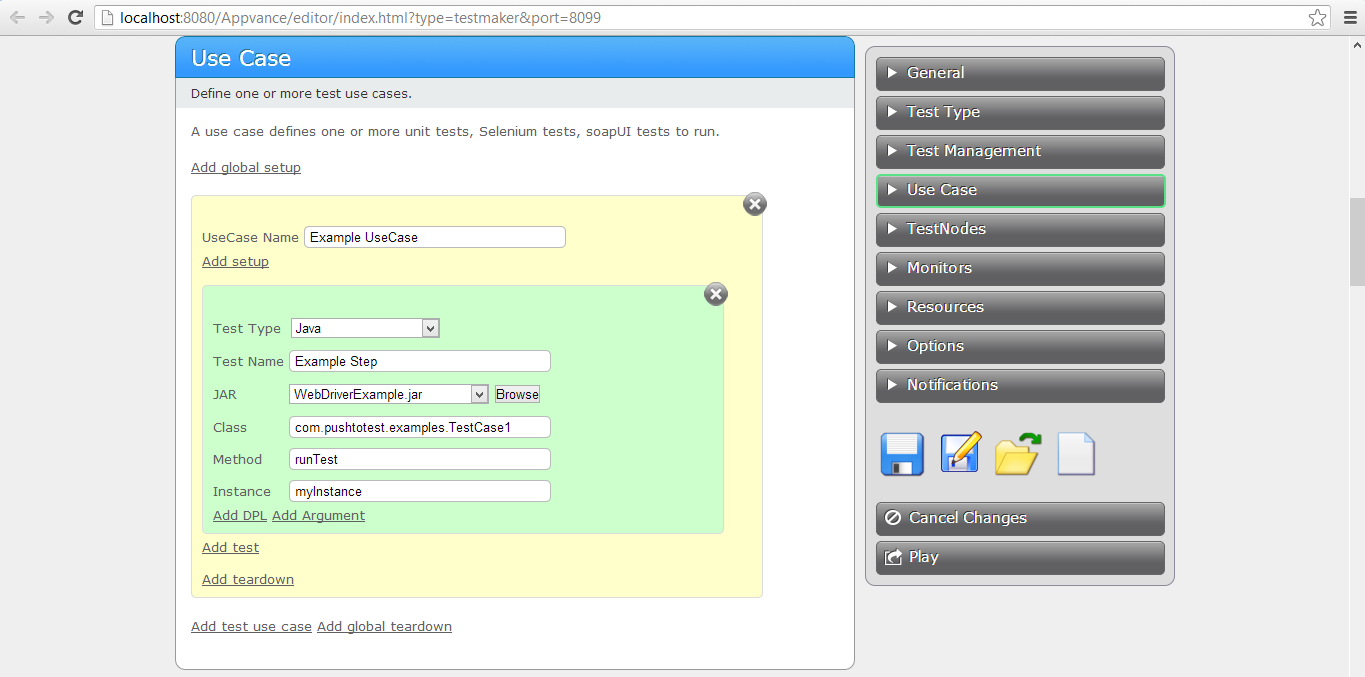 localhost:8080/Appvance/editor/index.html?type=testmaker&port=8099
Use Case
Define one or more test use cases.
A use case defines one or more unit tests, Selenium tests, soapUI tests to run.
Add global setup
UseCase Name Example UseCase
Add setup
Test Type Java
Test Name Example Step
JAR WebDriverExample.jar Browse
Class com.pushtotest.examples.TestCase1
Method runTest
Instance myInstance
Add DPL Add Argument
Add test
Add teardown
Add test use case Add global teardown
General
Test Type
Test Management
Use Case
TestNodes
Monitors
Resources
Options
Notifications
Cancel Changes
Play